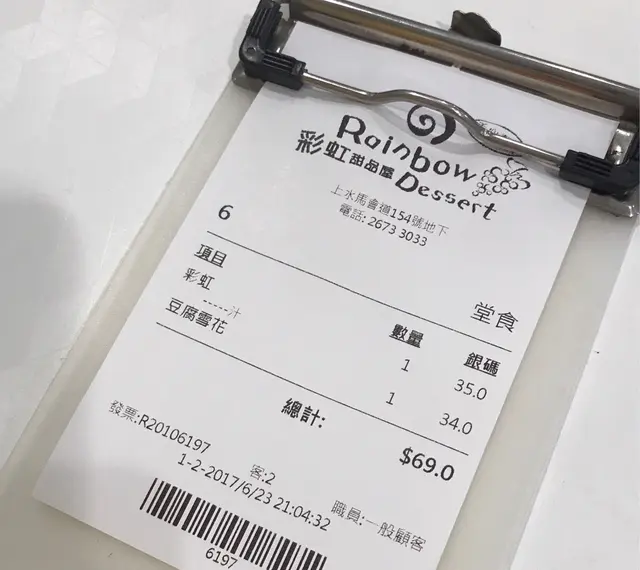 Rainbow
彩虹甜品屋 Dessert
上水馬會道154號地下
電話: 2673 3033
6 堂食
項目 數量 銀碼
彩虹 1 35.0
-----汁
豆腐雪花 1 34.0
總計: $69.0
發票:R20106197 客:2 職員:一般顧客
1-2-2017/6/23 21:04:32
6197